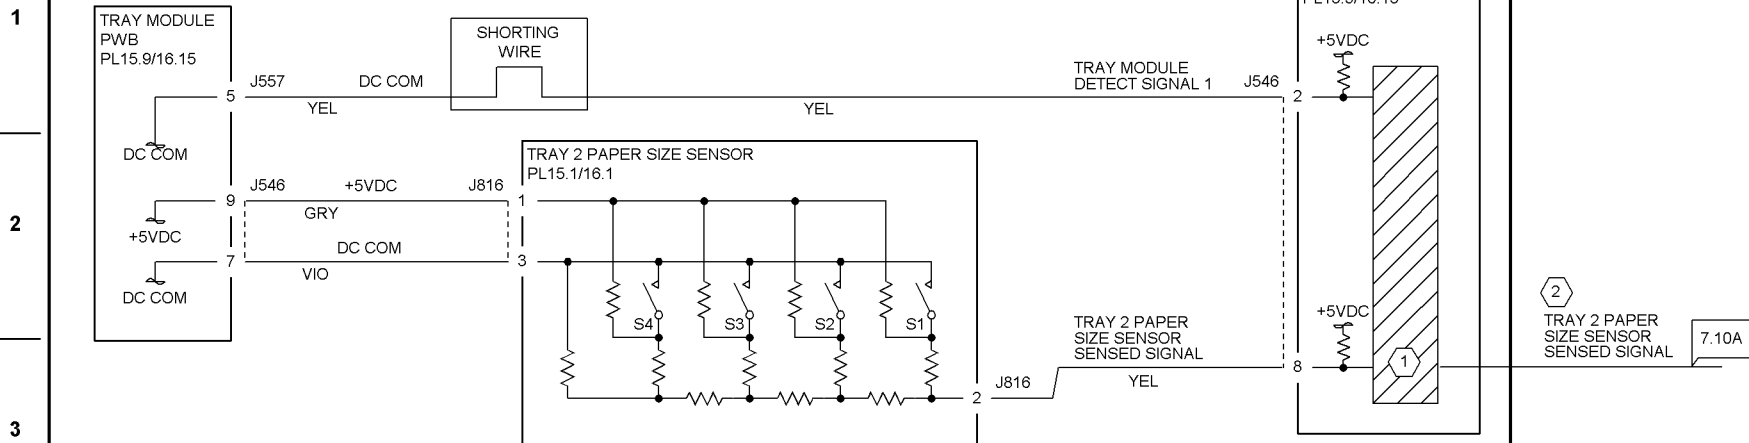 1
TRAY MODULE
PWB
PL15.9/16.15
SHORTING
WIRE
+5VDC
J557
DC COM
TRAY MODULE
DETECT SIGNAL 1
J546
5
YEL
YEL
2
DC COM
TRAY 2 PAPER SIZE SENSOR
PL15.1/16.1
J546
+5VDC
J816
9
GRY
1
2
+5VDC
DC COM
7
VIO
3
DC COM
S4
S3
S2
S1
TRAY 2 PAPER
SIZE SENSOR
SENSED SIGNAL
+5VDC
2
TRAY 2 PAPER
SIZE SENSOR
SENSED SIGNAL
7.10A
8
1
YEL
J816
2
3